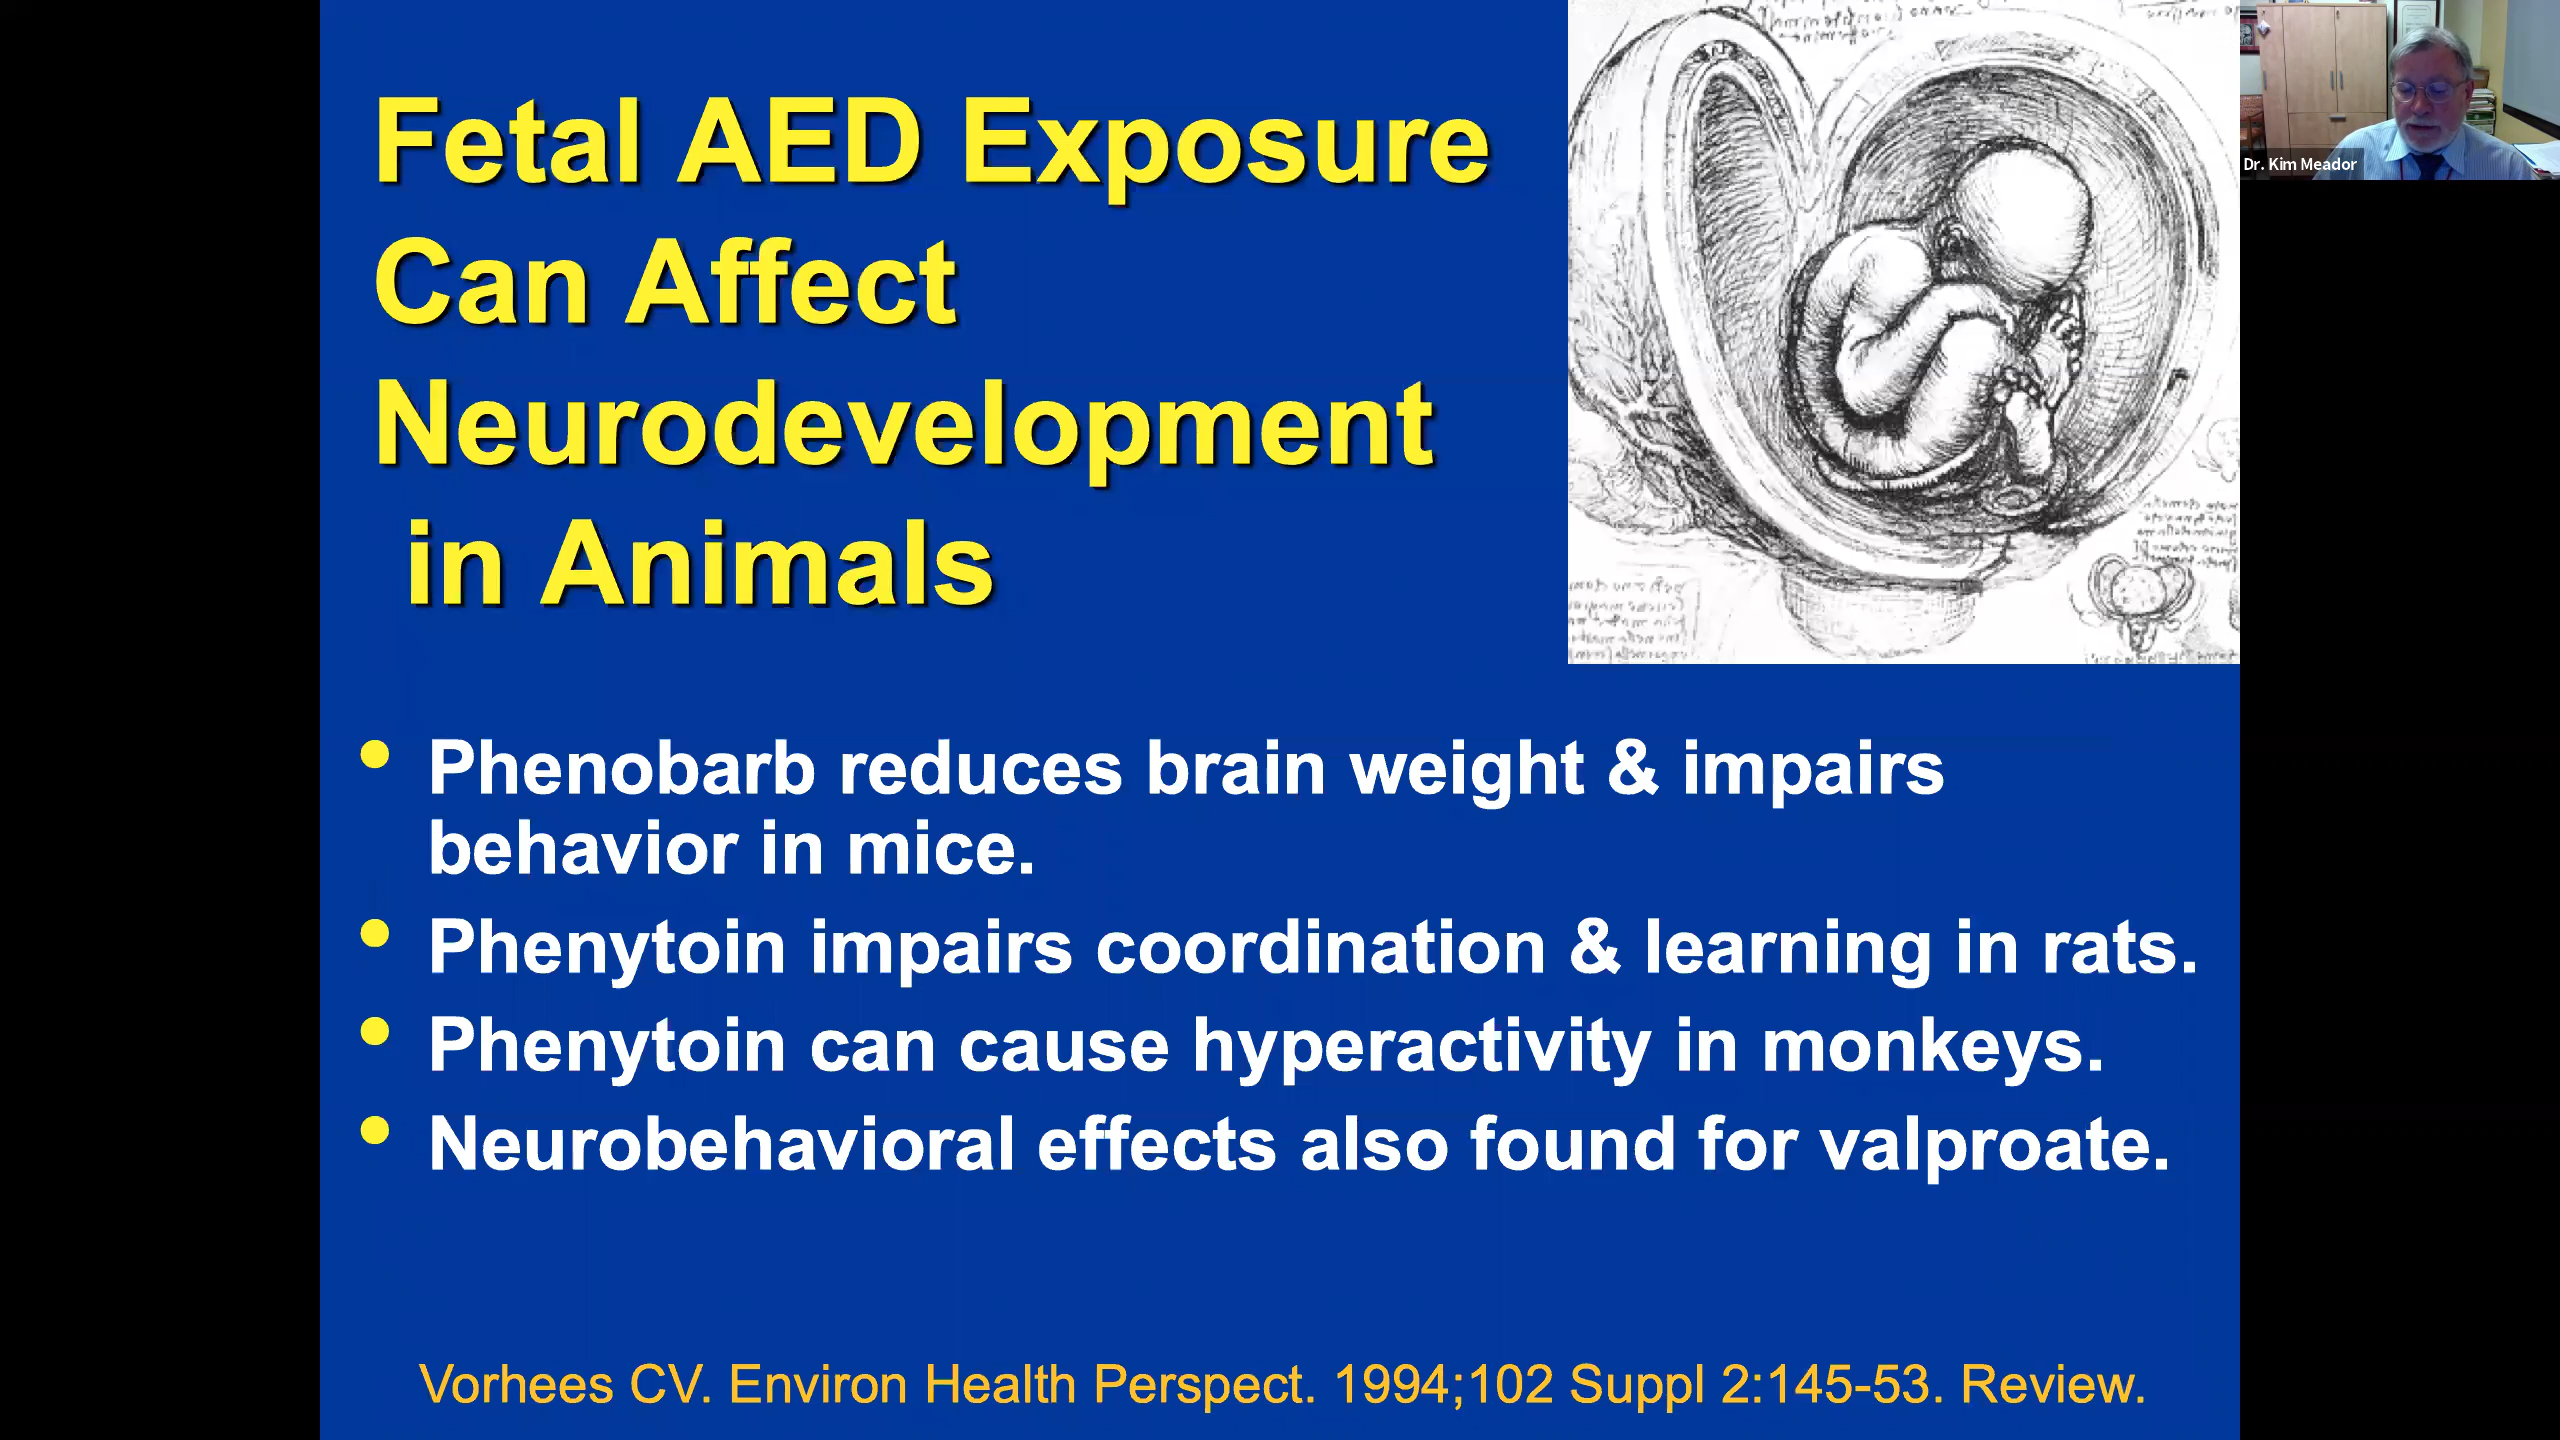 Fetal AED Exposure
Can Affect
Neurodevelopment
in Animals
Dr. Kim Meador
• Phenobarb reduces brain weight & impairs
behavior in mice.
• Phenytoin impairs coordination & learning in rats.
• Phenytoin can cause hyperactivity in monkeys.
• Neurobehavioral effects also found for valproate.
Vorhees CV. Environ Health Perspect. 1994;102 Suppl 2:145-53. Review.